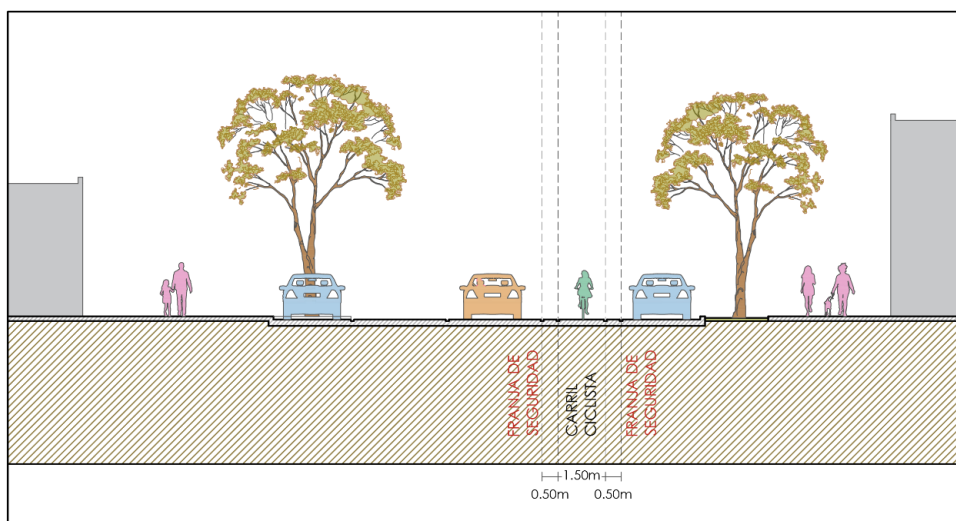 FRANJA DE
SEGURIDAD
CARRIL
CICLISTA
FRANJA DE
SEGURIDAD
1.50m
0.50m
0.50m